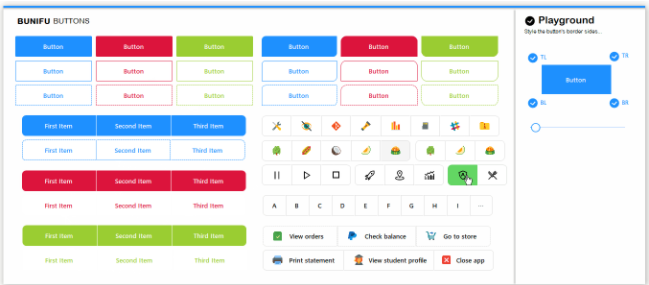 BUNIFU BUTTONS
Button Button Button Button Button Button
Button Button Button Button Button Button
Button Button Button Button Button Button
First Item Second Item Third Item
First Item Second Item Third Item
First Item Second Item Third Item
First Item Second Item Third Item
First Item Second Item Third Item
First Item Second Item Third Item
A B C D E F G H I ...
View orders Check balance Go to store
Print statement View student profile Close app
Playground
Style the button's border sides...
TL TR
Button
BL BR